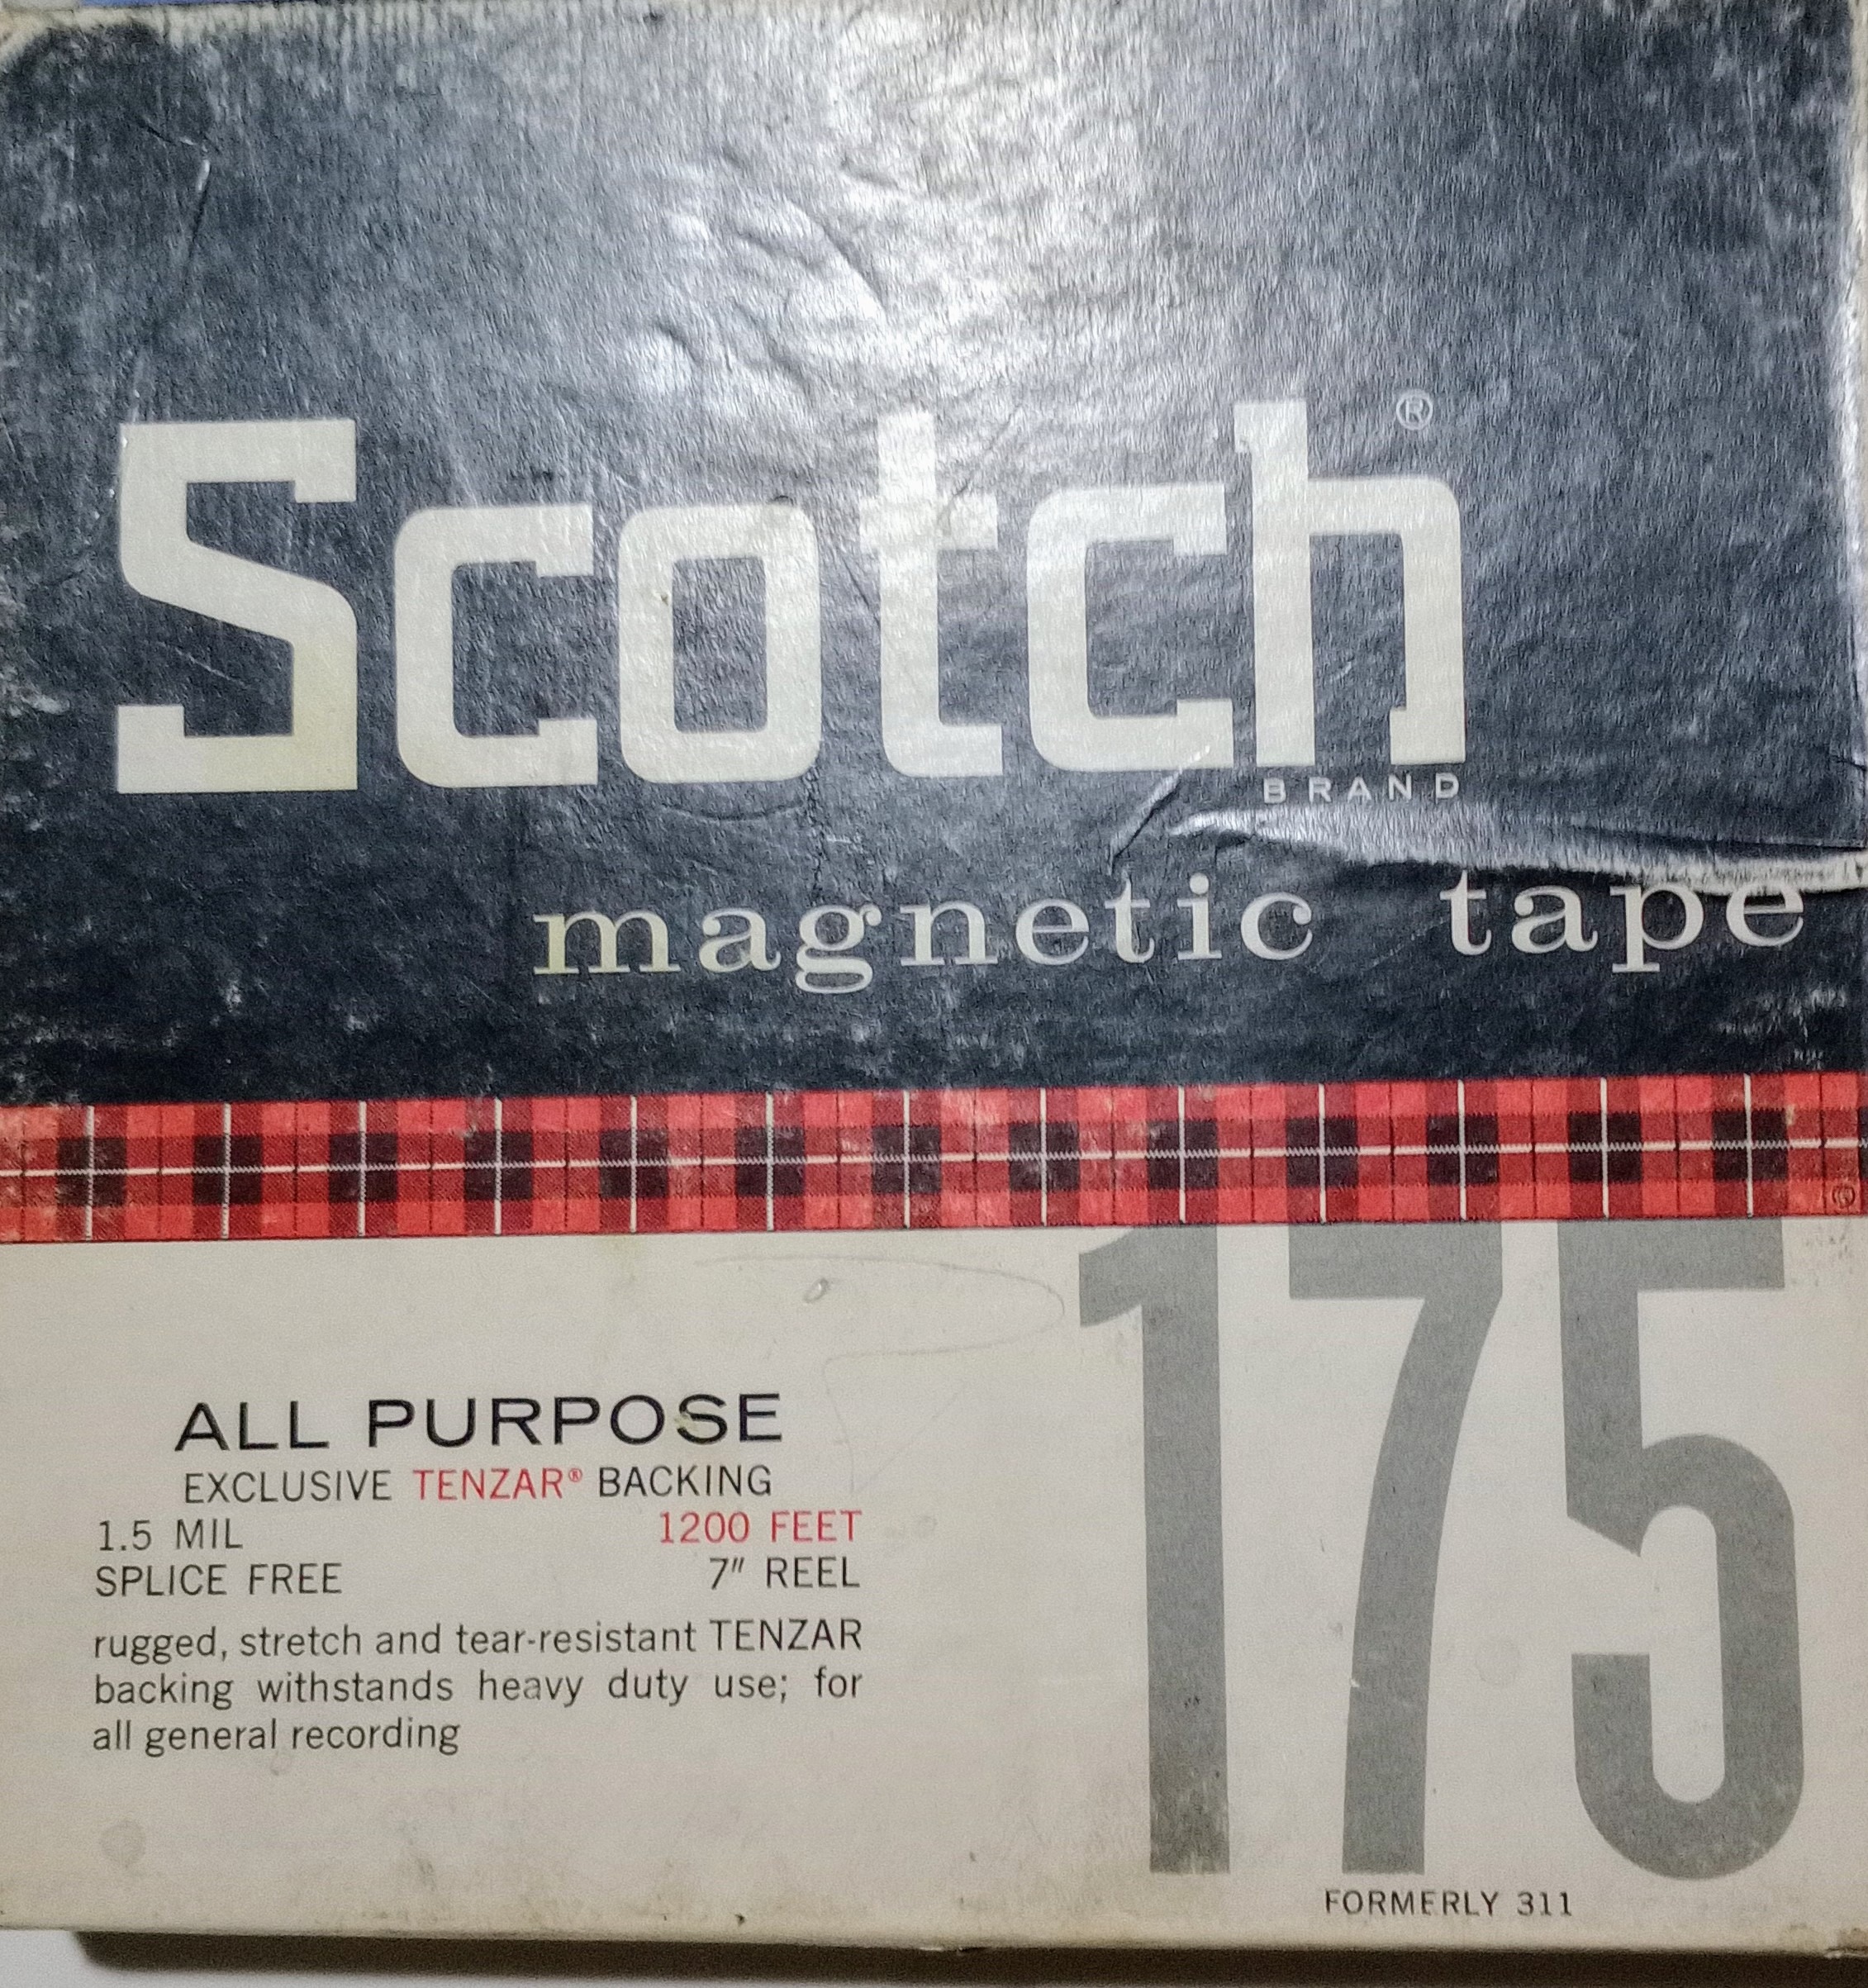 Scotch®
BRAND
magnetic tape
®
175
ALL PURPOSE
EXCLUSIVE TENZAR® BACKING
1.5 MIL 1200 FEET
SPLICE FREE 7" REEL
rugged, stretch and tear-resistant TENZAR
backing withstands heavy duty use; for
all general recording
FORMERLY 311